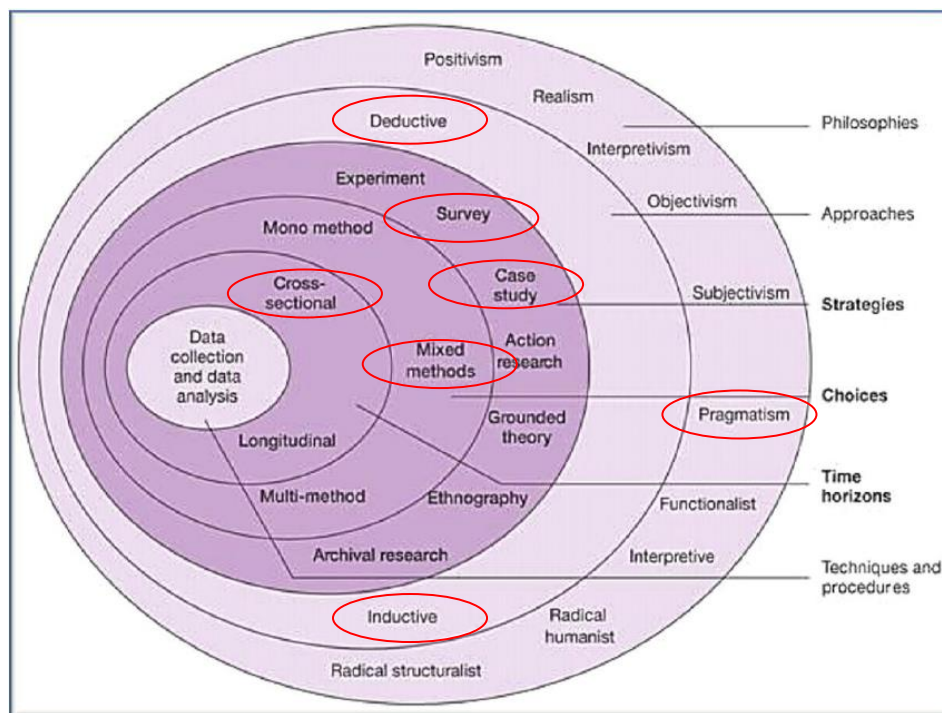 Positivism
Realism
Deductive
Philosophies
Interpretivism
Experiment
Objectivism
Survey
Approaches
Mono method
Cross-
sectional
Case
study
Subjectivism
Strategies
Data
collection
and data
analysis
Mixed
methods
Action
research
Choices
Pragmatism
Grounded
theory
Longitudinal
Time
horizons
Multi-method
Ethnography
Functionalist
Archival research
Interpretive
Techniques and
procedures
Inductive
Radical
humanist
Radical structuralist